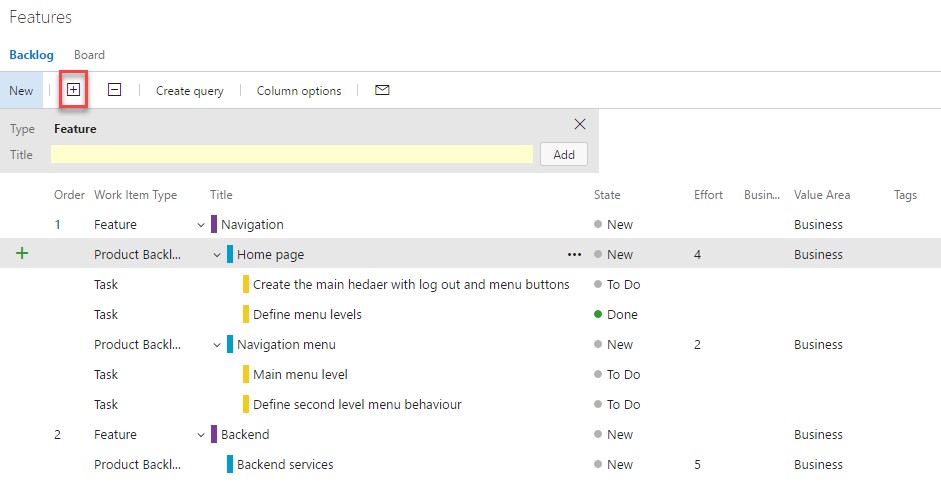 Features
Backlog Board
New Create query Column options
Type Feature
Title Add
Order Work Item Type Title State Effort Busin... Value Area Tags
1 Feature Navigation New Business
Product Backl... Home page ... New 4 Business
Task Create the main hedaer with log out and menu buttons To Do
Task Define menu levels Done
Product Backl... Navigation menu New 2 Business
Task Main menu level To Do
Task Define second level menu behaviour To Do
2 Feature Backend New Business
Product Backl... Backend services New 5 Business